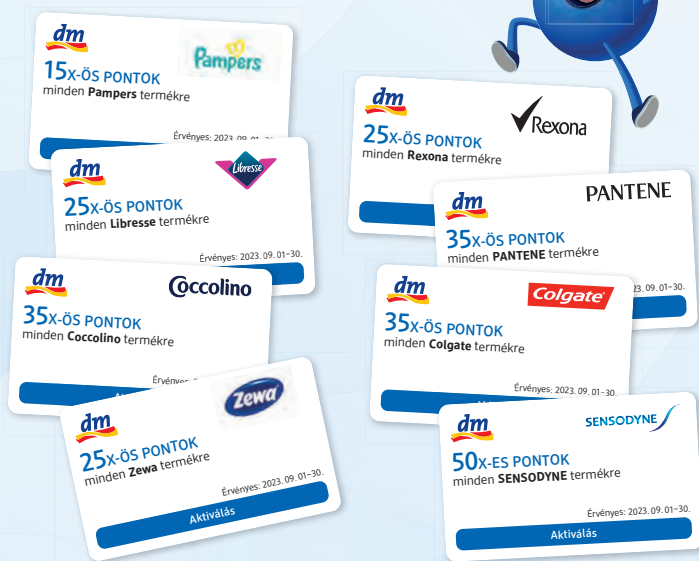 dm
Pampers
15X-ÖS PONTOK
minden Pampers termékre
Érvényes: 2023. 09. 01-30.
dm
Libresse
25X-ÖS PONTOK
minden Libresse termékre
Érvényes: 2023. 09. 01-30.
dm
Coccolino
35X-ÖS PONTOK
minden Coccolino termékre
dm
Zewa
25X-ÖS PONTOK
minden Zewa termékre
Érvényes: 2023. 09. 01-30.
Aktiválás
dm
Rexona
25X-ÖS PONTOK
minden Rexona termékre
dm
PANTENE
35X-ÖS PONTOK
minden PANTENE termékre
23. 09. 01-30.
dm
Colgate
35X-ÖS PONTOK
minden Colgate termékre
Érvényes: 2023. 09. 01-30.
dm
SENSODYNE
50X-ES PONTOK
minden SENSODYNE termékre
Érvényes: 2023. 09. 01-30.
Aktiválás